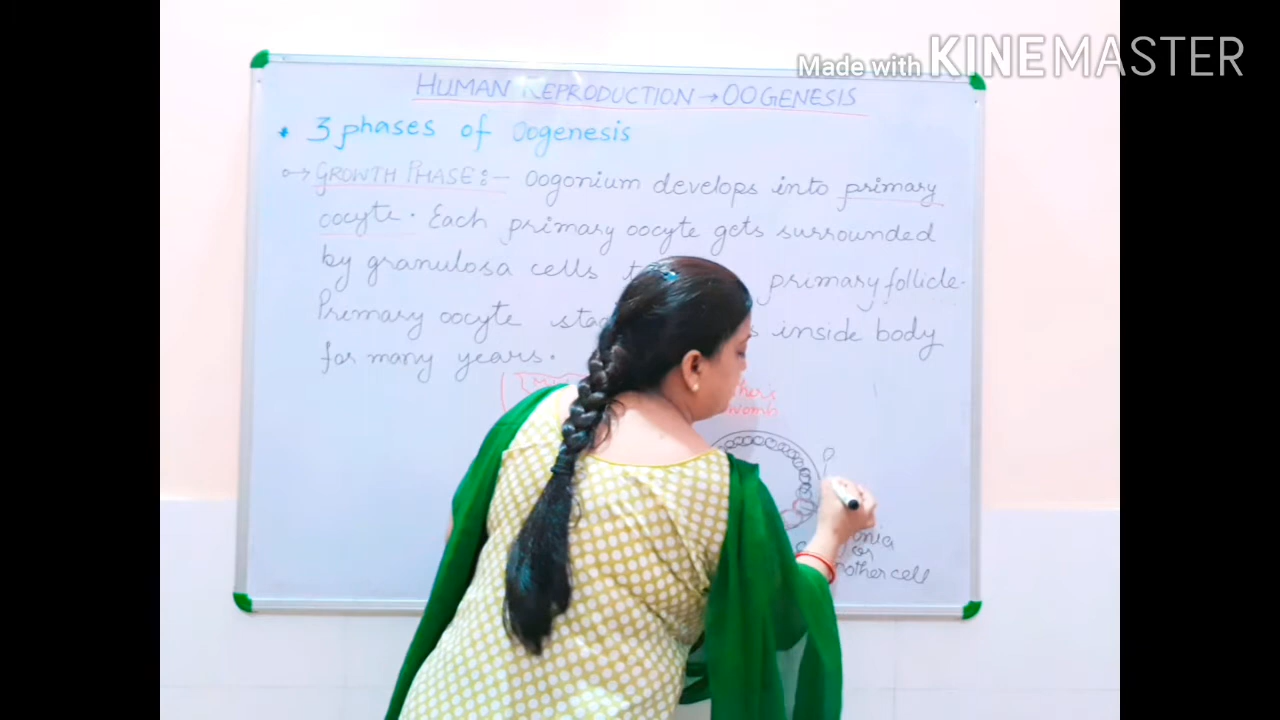 Made with KINEMASTER
HUMAN REPRODUCTION → OOGENESIS
* 3 phases of Oogenesis
→ GROWTH PHASE :- Oogonium develops into primary
oocyte. Each primary oocyte gets surrounded
by granulosa cells primary follicle.
Primary oocyte inside body
for many years.
womb
P
or
mother cell